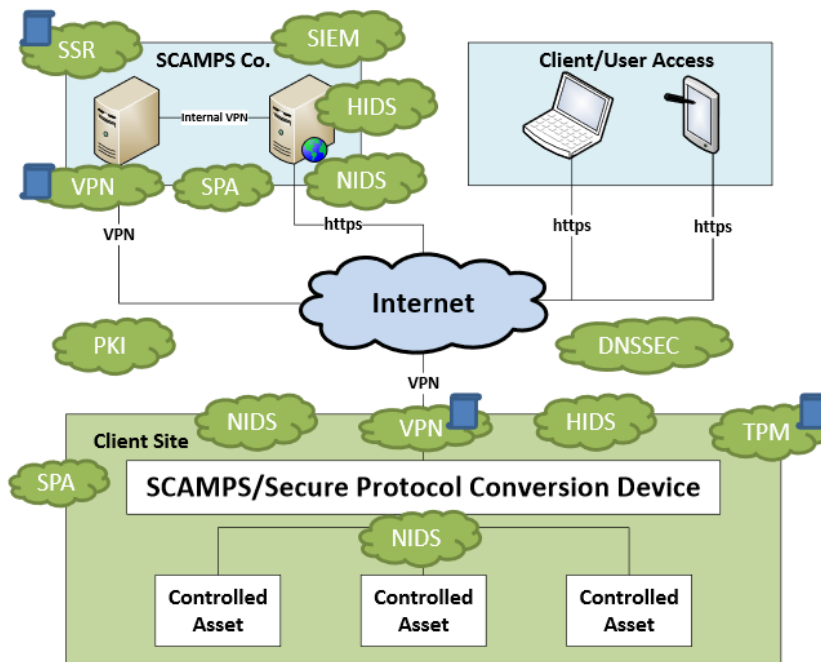 SSR
SIEM
SCAMPS Co.
Client/User Access
Internal VPN
HIDS
VPN
SPA
NIDS
VPN
https
https
https
Internet
PKI
DNSSEC
VPN
NIDS
VPN
HIDS
TPM
Client Site
SPA
SCAMPS/Secure Protocol Conversion Device
NIDS
Controlled
Asset
Controlled
Asset
Controlled
Asset